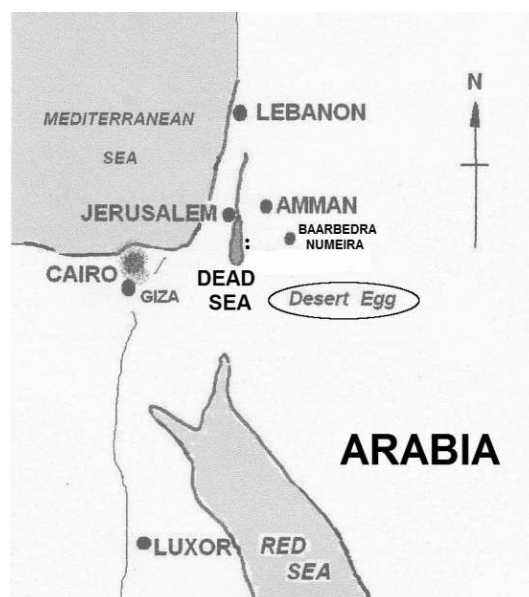 MEDITERRANEAN
SEA
LEBANON
N
JERUSALEM
AMMAN
BAARBEDRA
NUMEIRA
CAIRO
GIZA
DEAD
SEA
Desert Egg
ARABIA
LUXOR
RED
SEA